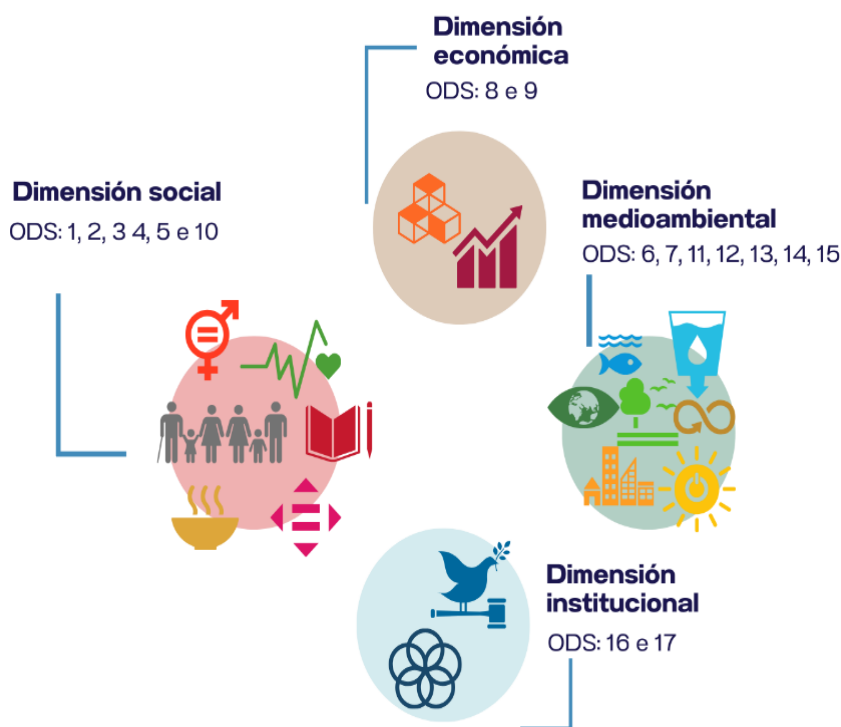 Dimensión
económica
ODS: 8 e 9
Dimensión social
ODS: 1, 2, 3 4, 5 e 10
Dimensión
medioambiental
ODS: 6, 7, 11, 12, 13, 14, 15
Dimensión
institucional
ODS: 16 e 17